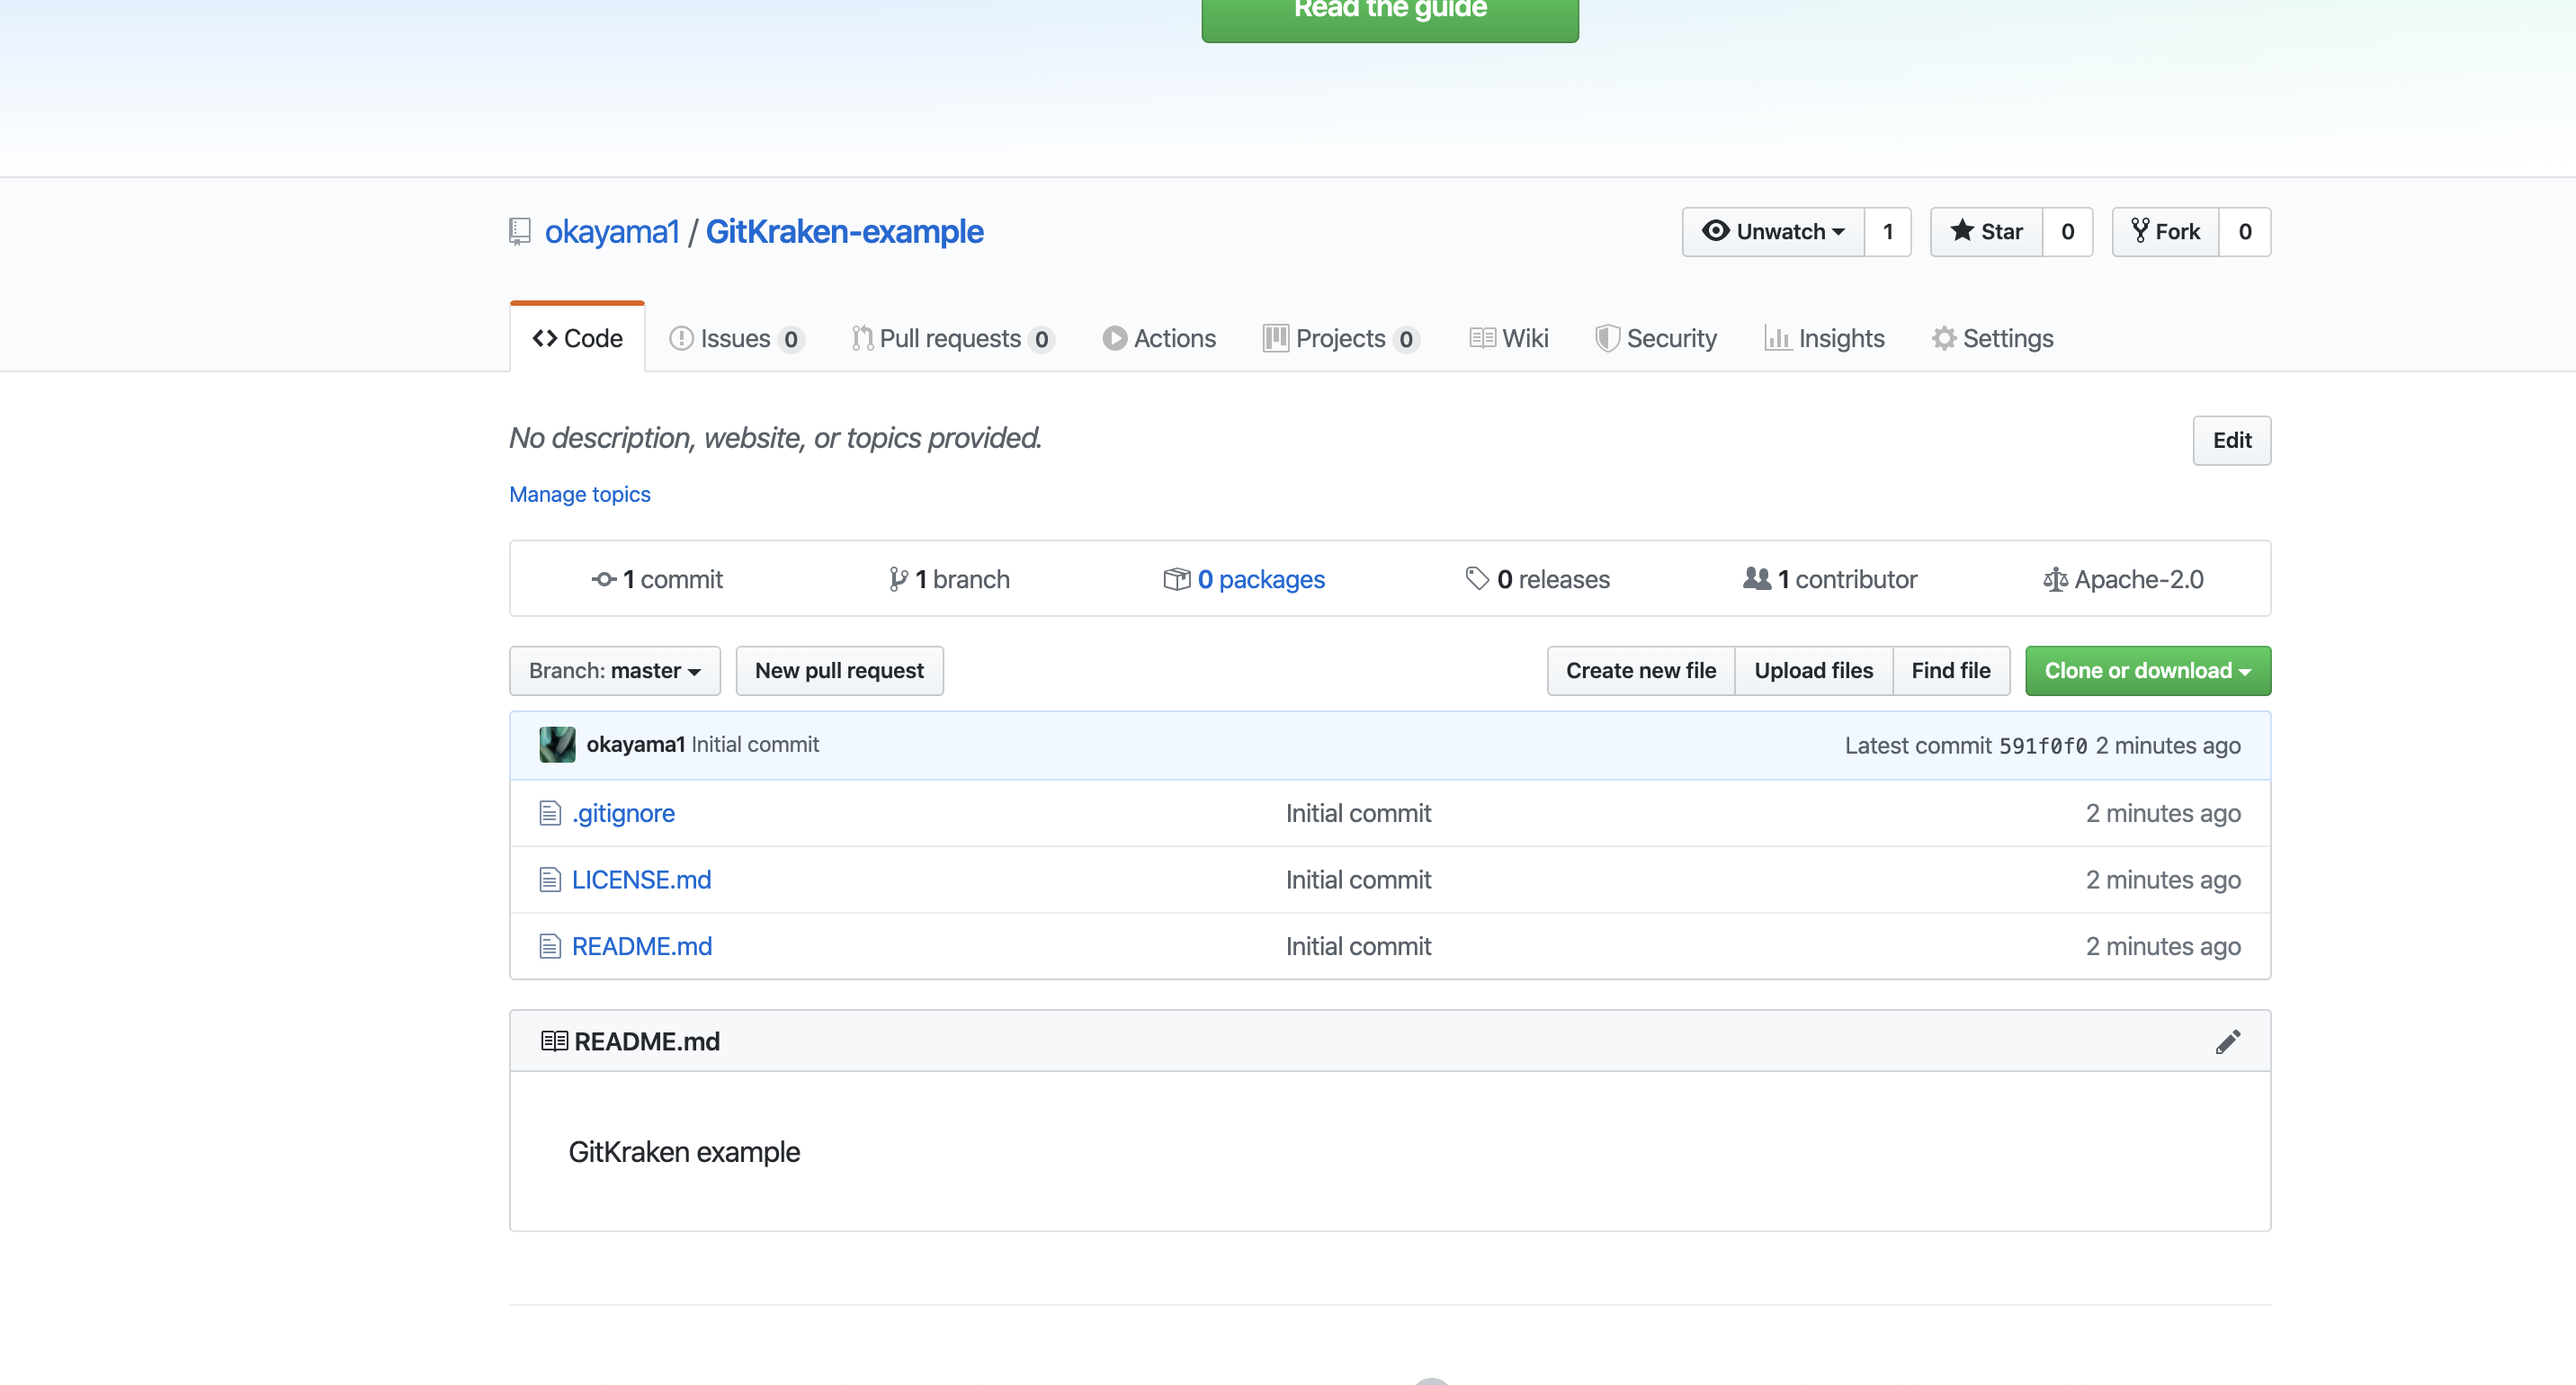 Read the guide
okayama1 / GitKraken-example
Unwatch 1 Star 0 Fork 0
Code Issues 0 Pull requests 0 Actions Projects 0 Wiki Security Insights Settings
No description, website, or topics provided.
Edit
Manage topics
1 commit 1 branch 0 packages 0 releases 1 contributor Apache-2.0
Branch: master New pull request Create new file Upload files Find file Clone or download
okayama1 Initial commit Latest commit 591f0f0 2 minutes ago
.gitignore Initial commit 2 minutes ago
LICENSE.md Initial commit 2 minutes ago
README.md Initial commit 2 minutes ago
README.md
GitKraken example